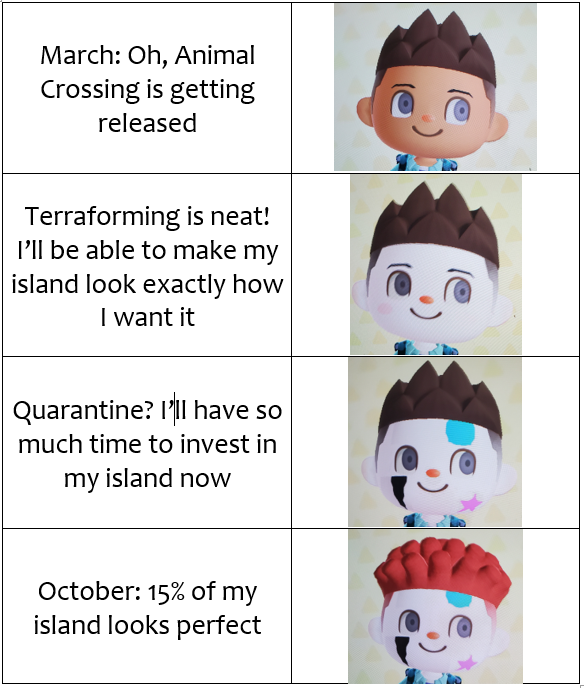 March: Oh, Animal
Crossing is getting
released
Terraforming is neat!
I’ll be able to make my
island look exactly how
I want it
Quarantine? I’ll have so
much time to invest in
my island now
October: 15% of my
island looks perfect